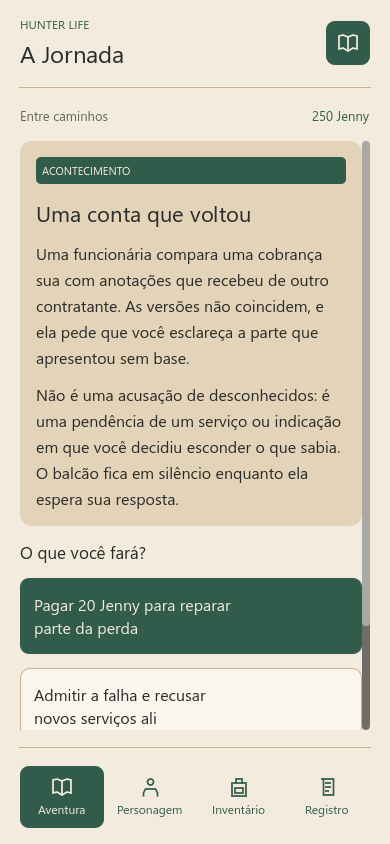 HUNTER LIFE
A Jornada
Entre caminhos
250 Jenny
ACONTECIMENTO
Uma conta que voltou
Uma funcionária compara uma cobrança
sua com anotações que recebeu de outro
contratante. As versões não coincidem, e
ela pede que você esclareça a parte que
apresentou sem base.
Não é uma acusação de desconhecidos: é
uma pendência de um serviço ou indicação
em que você decidiu esconder o que sabia.
O balcão fica em silêncio enquanto ela
espera sua resposta.
O que você fará?
Pagar 20 Jenny para reparar
parte da perda
Admitir a falha e recusar
novos serviços ali
Aventura
Personagem
Inventário
Registro